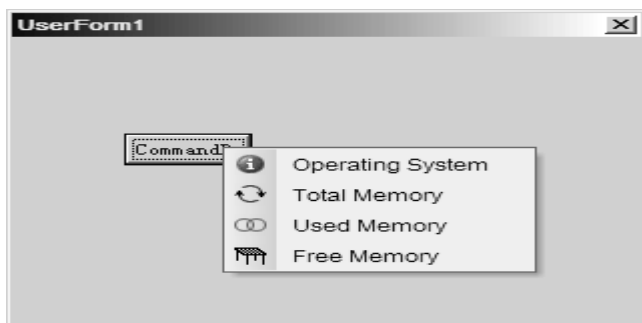 UserForm1
Operating System
Total Memory
Used Memory
Free Memory